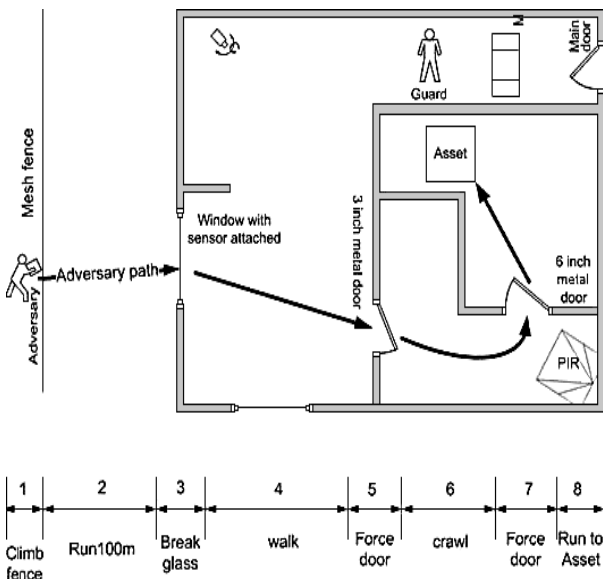 M
Main
door
Guard
Mesh fence
Asset
3 inch metal door
Window with
sensor attached
6 inch
metal
door
Adversary path
Adversary
PIR
1 2 3 4 5 6 7 8
Climb
fence
Run100m
Break
glass
walk
Force
door
crawl
Force
door
Run to
Asset